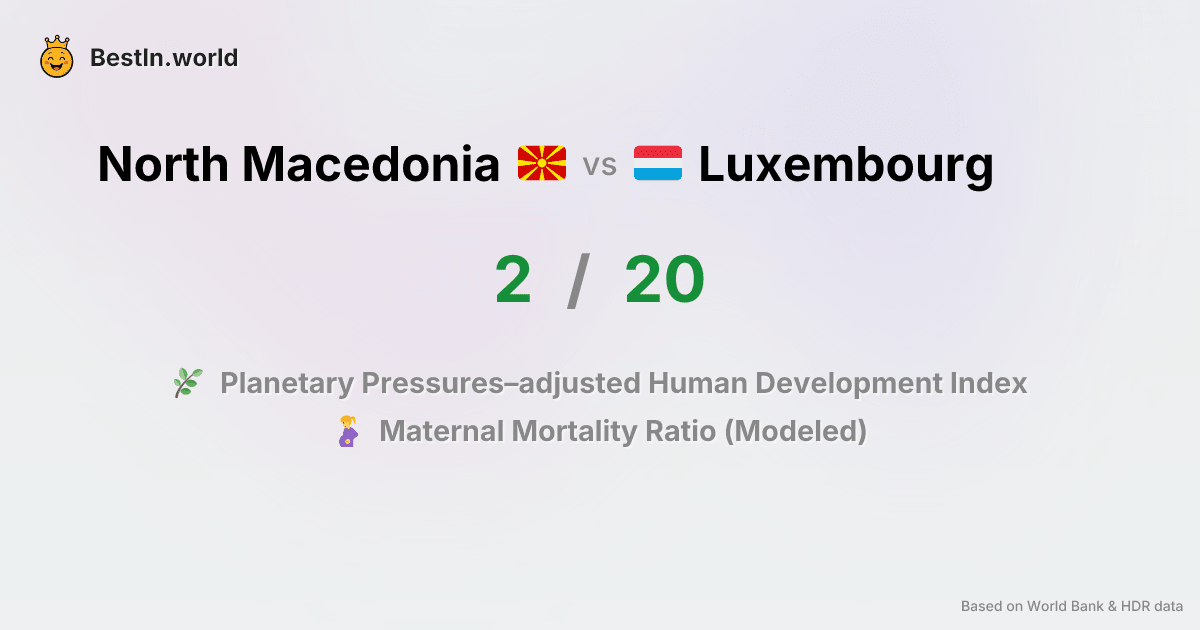 BestIn.world
North Macedonia vs Luxembourg
2 / 20
Planetary Pressures–adjusted Human Development Index
Maternal Mortality Ratio (Modeled)
Based on World Bank & HDR data